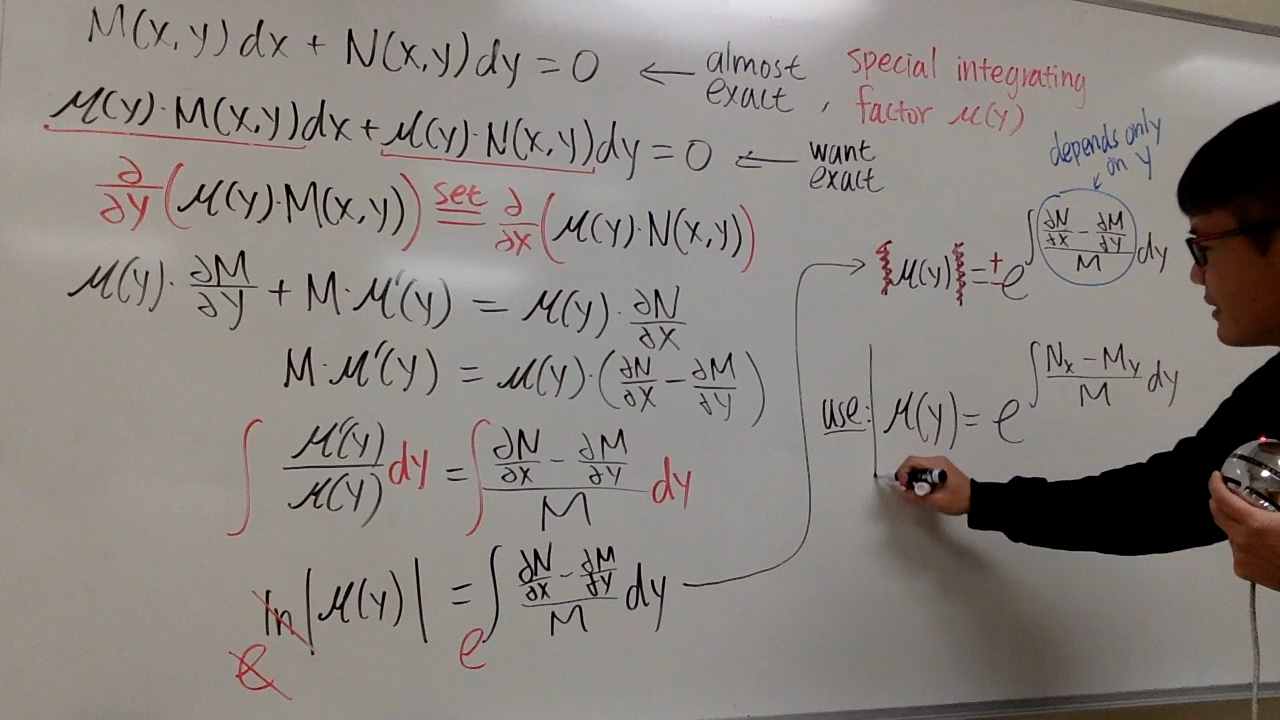 M(x,y)dx + N(x,y)dy = 0 ← almost exact, special integrating factor μ(y)
μ(y)·M(x,y)dx + μ(y)·N(x,y)dy = 0 ← want exact
∂/∂y (μ(y)·M(x,y)) set = ∂/∂x (μ(y)·N(x,y))
μ(y)·∂M/∂y + M·μ'(y) = μ(y)·∂N/∂x
M·μ'(y) = μ(y)·(∂N/∂x - ∂M/∂y)
∫ μ'(y)/μ(y) dy = ∫ (∂N/∂x - ∂M/∂y)/M dy
e^ ln|μ(y)| = e^ ∫ (∂N/∂x - ∂M/∂y)/M dy
depends only on y
|μ(y)| = ± e^(∫ (∂N/∂x - ∂M/∂y)/M dy)
use: μ(y) = e^(∫ (Nx - My)/M dy)